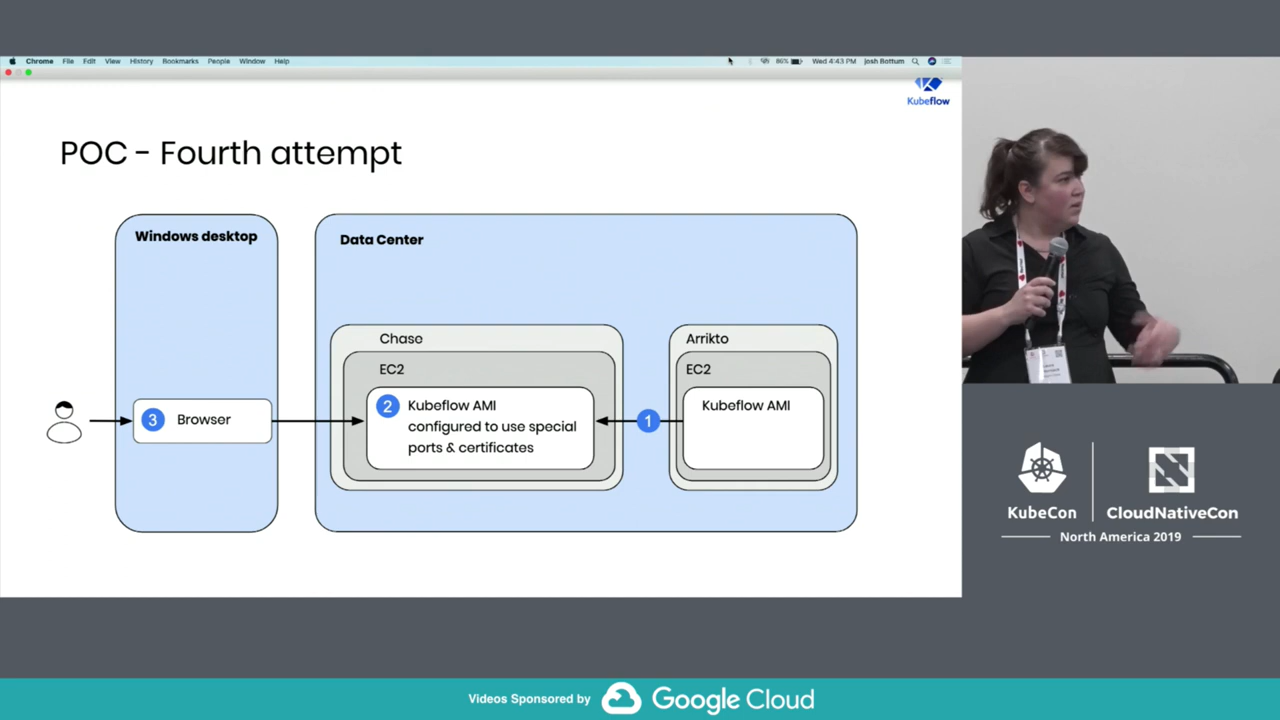 Chrome File Edit View History Bookmarks People Window Help
86% Wed 4:43 PM Josh Bottum
Kubeflow
POC - Fourth attempt
Windows desktop
Data Center
Chase
Arrikto
EC2
EC2
2 Kubeflow AMI
configured to use special
ports & certificates
Kubeflow AMI
3 Browser
1
KubeCon
CloudNativeCon
North America 2019
Videos Sponsored by Google Cloud